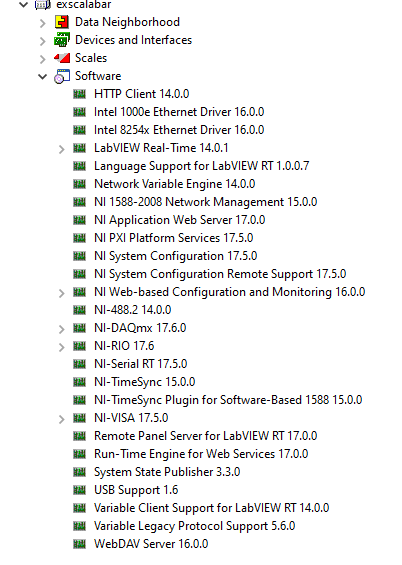 exscalabar
Data Neighborhood
Devices and Interfaces
Scales
Software
HTTP Client 14.0.0
Intel 1000e Ethernet Driver 16.0.0
Intel 8254x Ethernet Driver 16.0.0
LabVIEW Real-Time 14.0.1
Language Support for LabVIEW RT 1.0.0.7
Network Variable Engine 14.0.0
NI 1588-2008 Network Management 15.0.0
NI Application Web Server 17.0.0
NI PXI Platform Services 17.5.0
NI System Configuration 17.5.0
NI System Configuration Remote Support 17.5.0
NI Web-based Configuration and Monitoring 16.0.0
NI-488.2 14.0.0
NI-DAQmx 17.6.0
NI-RIO 17.6
NI-Serial RT 17.5.0
NI-TimeSync 15.0.0
NI-TimeSync Plugin for Software-Based 1588 15.0.0
NI-VISA 17.5.0
Remote Panel Server for LabVIEW RT 17.0.0
Run-Time Engine for Web Services 17.0.0
System State Publisher 3.3.0
USB Support 1.6
Variable Client Support for LabVIEW RT 14.0.0
Variable Legacy Protocol Support 5.6.0
WebDAV Server 16.0.0